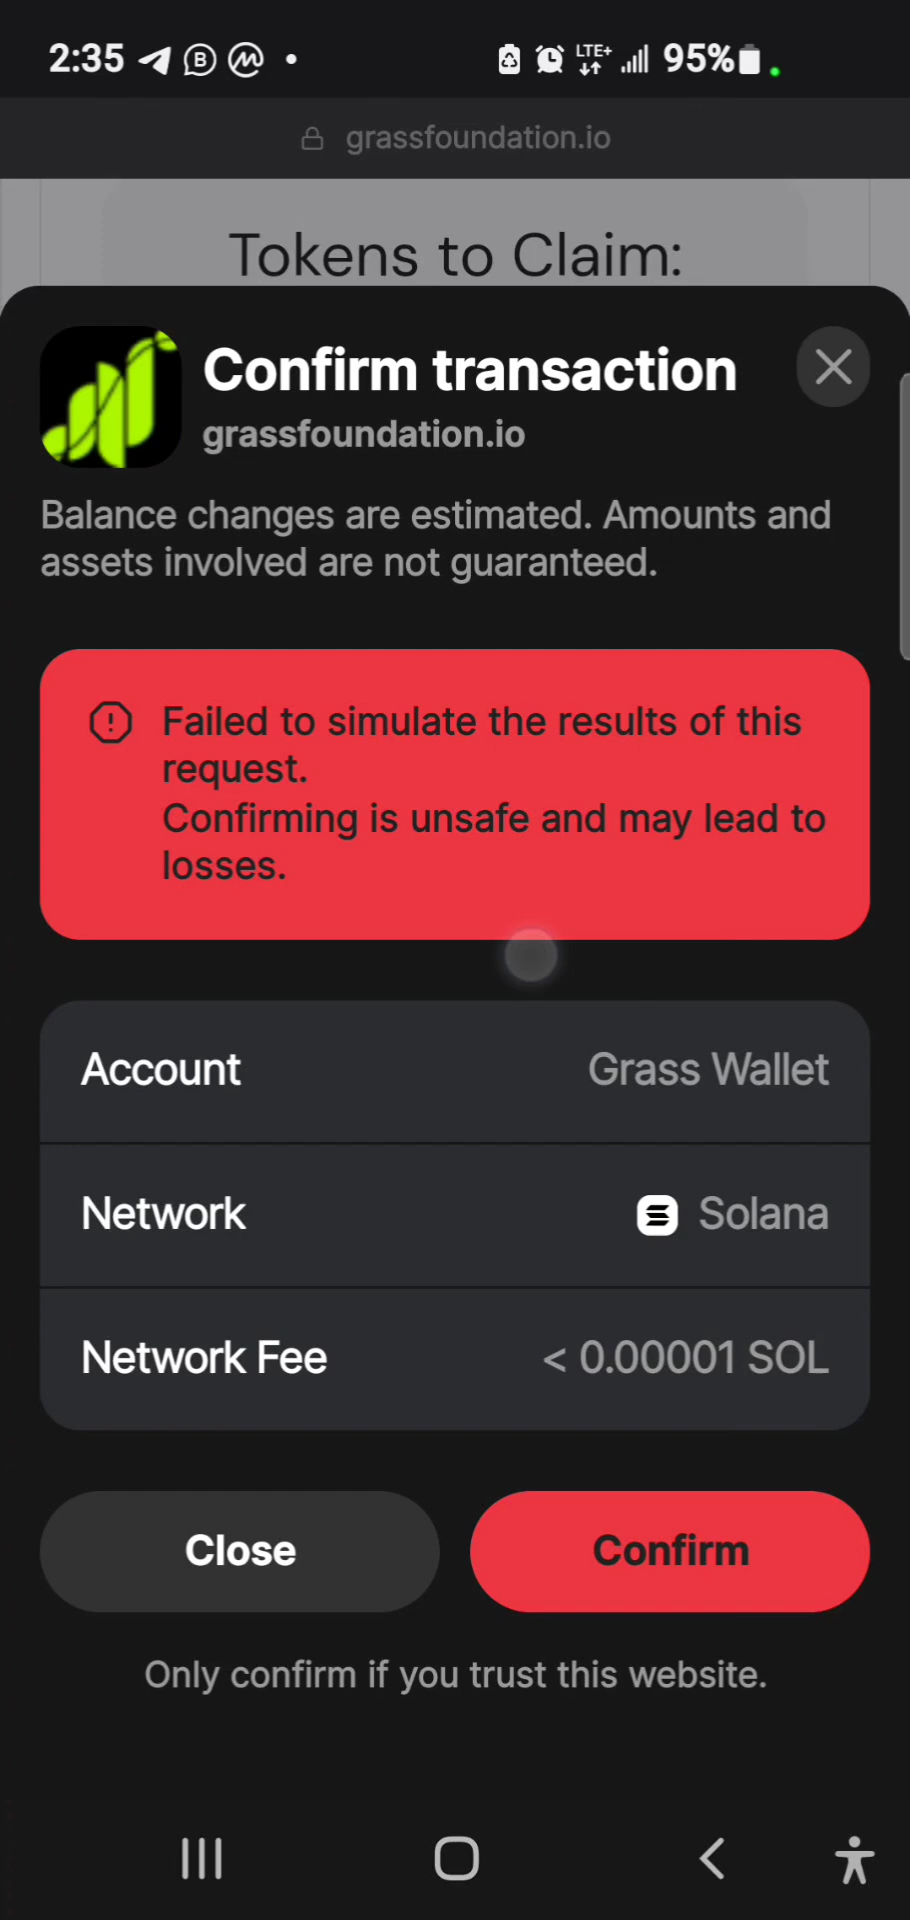 2:35 LTE+ 95%
grassfoundation.io
Tokens to Claim:
Confirm transaction
grassfoundation.io
Balance changes are estimated. Amounts and
assets involved are not guaranteed.
Failed to simulate the results of this
request.
Confirming is unsafe and may lead to
losses.
Account Grass Wallet
Network Solana
Network Fee < 0.00001 SOL
Close Confirm
Only confirm if you trust this website.